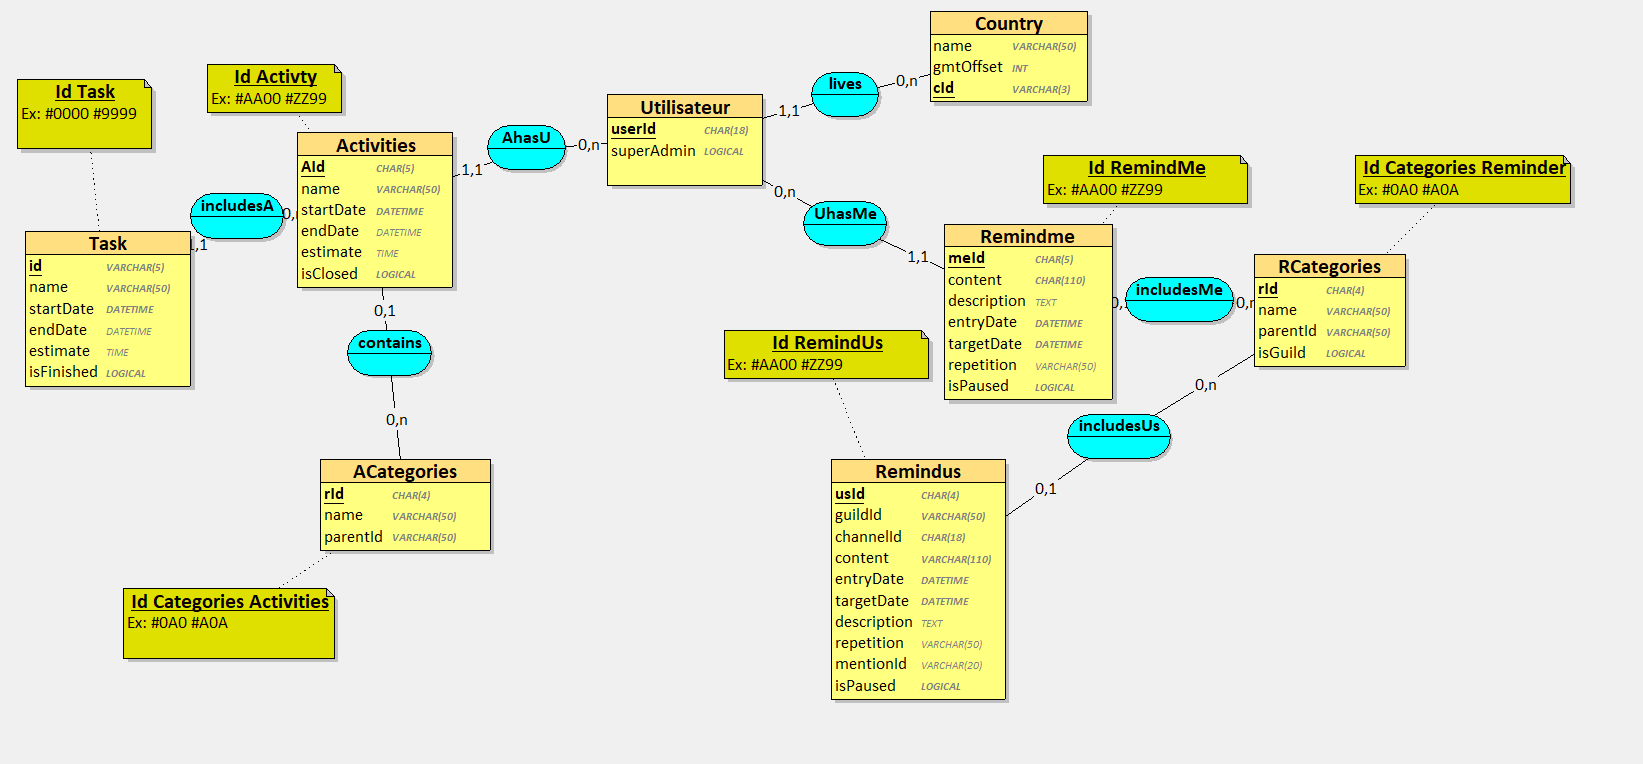 Country
name VARCHAR(50)
gmtOffset INT
cId VARCHAR(3)
lives
0,n
1,1
Id Task
Ex: #0000 #9999
Id Activty
Ex: #AA00 #ZZ99
Utilisateur
userId CHAR(18)
superAdmin LOGICAL
AhasU
0,n
1,1
Activities
AId CHAR(5)
name VARCHAR(50)
startDate DATETIME
endDate DATETIME
estimate TIME
isClosed LOGICAL
includesA
1,1
Task
id VARCHAR(5)
name VARCHAR(50)
startDate DATETIME
endDate DATETIME
estimate TIME
isFinished LOGICAL
0,1
contains
0,n
ACategories
rId CHAR(4)
name VARCHAR(50)
parentId VARCHAR(50)
Id Categories Activities
Ex: #0A0 #A0A
0,n
UhasMe
1,1
Id RemindMe
Ex: #AA00 #ZZ99
Remindme
meId CHAR(5)
content CHAR(110)
description TEXT
entryDate DATETIME
targetDate DATETIME
repetition VARCHAR(50)
isPaused LOGICAL
includesMe
Id Categories Reminder
Ex: #0A0 #A0A
RCategories
rId CHAR(4)
name VARCHAR(50)
parentId VARCHAR(50)
isGuild LOGICAL
0,n
includesUs
0,1
Id RemindUs
Ex: #AA00 #ZZ99
Remindus
usId CHAR(4)
guildId VARCHAR(50)
channelId CHAR(18)
content VARCHAR(110)
entryDate DATETIME
targetDate DATETIME
description TEXT
repetition VARCHAR(50)
mentionId VARCHAR(20)
isPaused LOGICAL